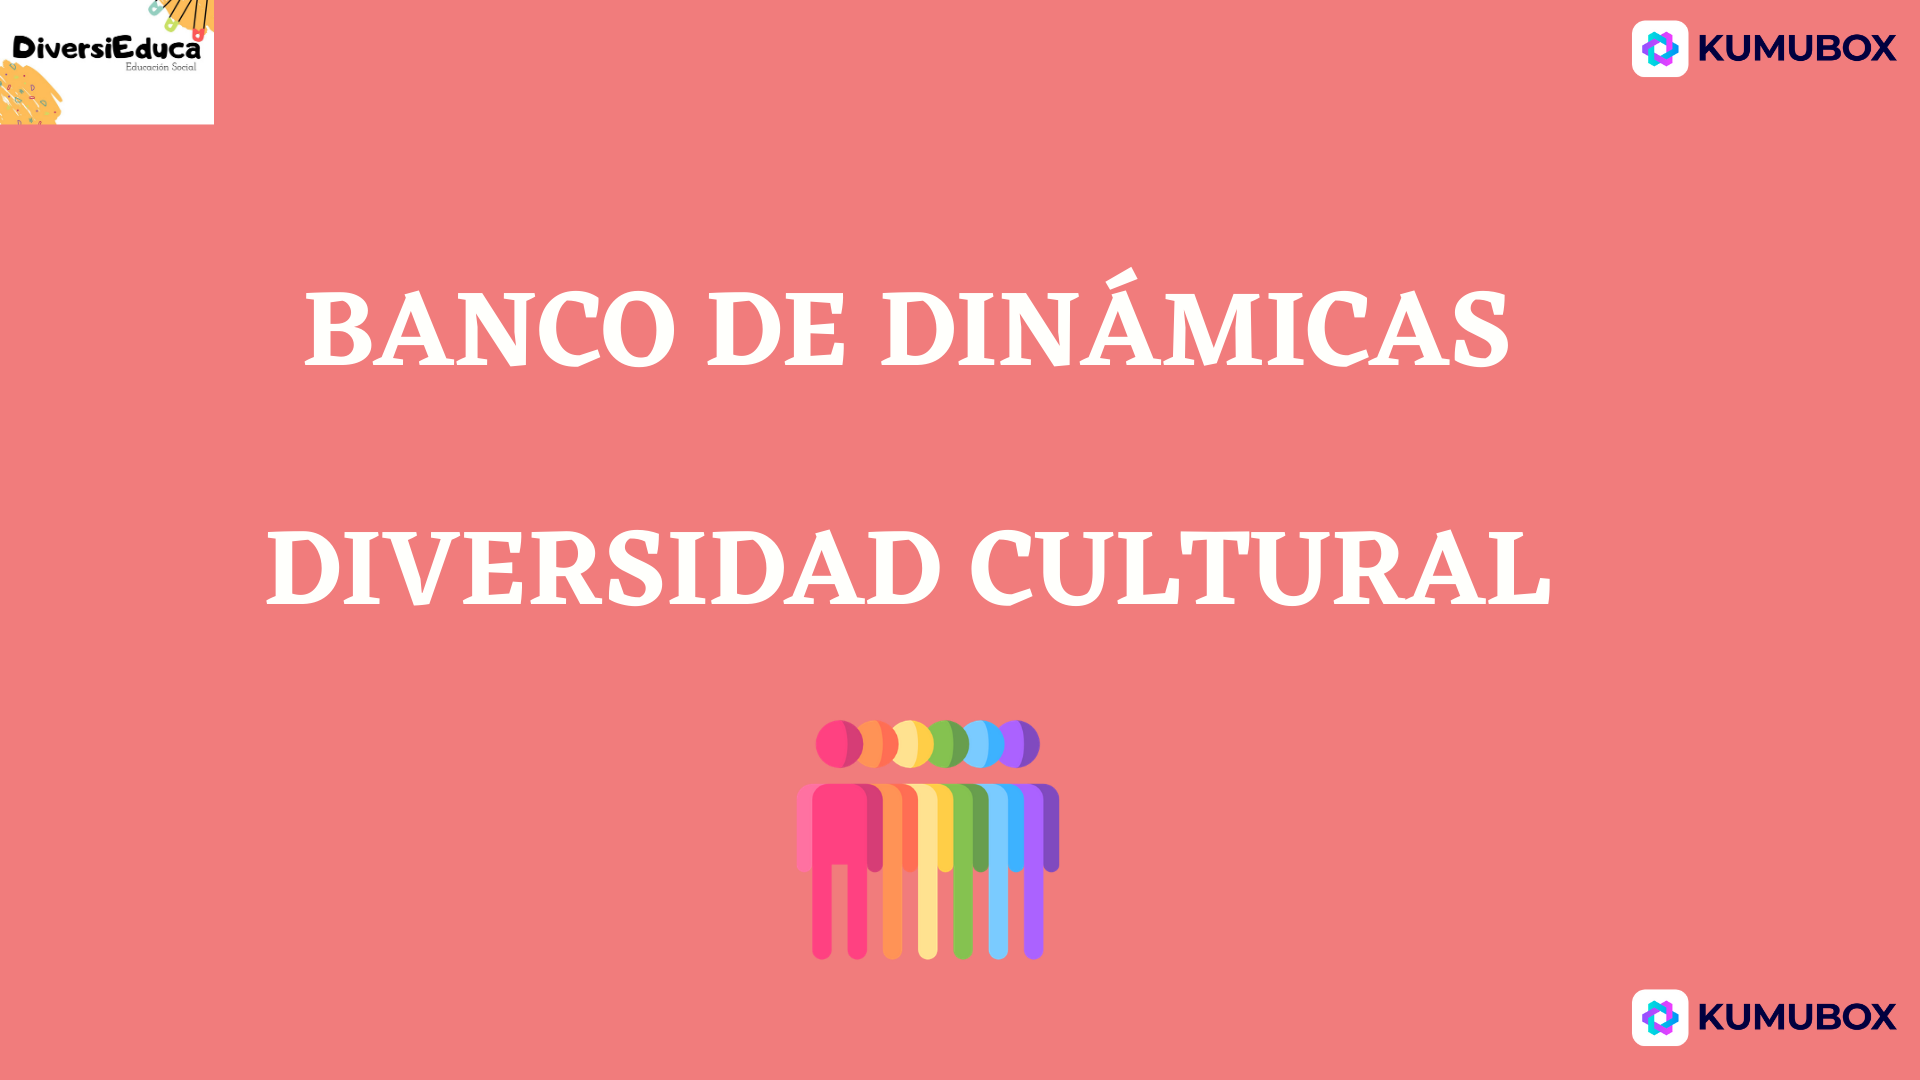 DiversiEduca
Educación Social
KUMUBOX
BANCO DE DINÁMICAS
DIVERSIDAD CULTURAL
KUMUBOX